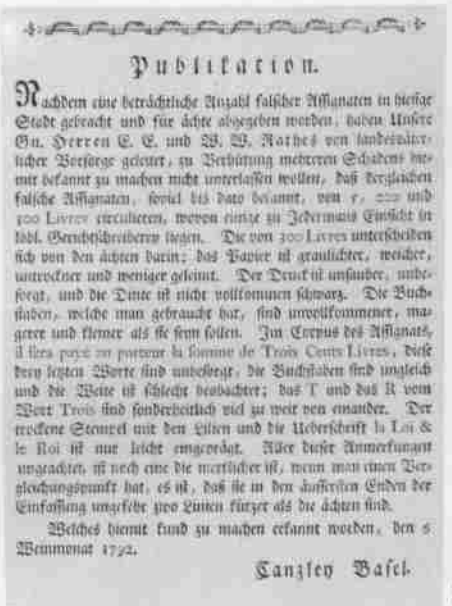 Publikation.
Nachdem eine beträchtliche Anzahl falscher Assignaten in hiesige
Stadt gebracht und für ächte abgegeben worden, haben Unsere
Gn. Herren E. E. und W. W. Rathes von landesväter-
licher Vorsorge geleitet, zu Verhütung mehreren Schadens hie-
mit bekannt zu machen nicht unterlassen wollen, daß dergleichen
falsche Assignaten, soviel bis dato bekannt, von 5, 200 und
300 Livres circulieren, wovon einige zu Jedermans Einsicht in
löbl. Gerichtschreiberey liegen. Die von 300 Livres unterscheiden
sich von den ächten darin; das Papier ist graulichter, weicher,
untrockner und weniger geleimt. Der Druck ist unsauber, unbe-
sorgt, und die Dinte ist nicht vollkommen schwarz. Die Buch-
staben, welche man gebraucht hat, sind unvollkommener, ma-
gerer und kleiner als sie seyn sollen. Im Corpus des Assignats,
il sera payé au porteur la somme de Trois Cents Livres, diese
drey letzten Worte sind unbesorgt, die Buchstaben sind ungleich
und die Weite ist schlecht beobachtet; das T und das R vom
Wort Trois sind sonderheitlich viel zu weit von einander. Der
trockene Stempel mit den Lilien und die Ueberschrift la Loi &
le Roi ist nur leicht eingeprägt. Aller dieser Anmerkungen
ungeachtet, ist noch eine die merklicher ist, wenn man einen Ver-
gleichungspunkt hat, es ist, daß sie in den äussersten Enden der
Einfassung ungefehr zwo Linien kürzer als die ächten sind.
Welches hiemit kund zu machen erkannt worden, den 5
Weinmonat 1792.
Canzley Basel.